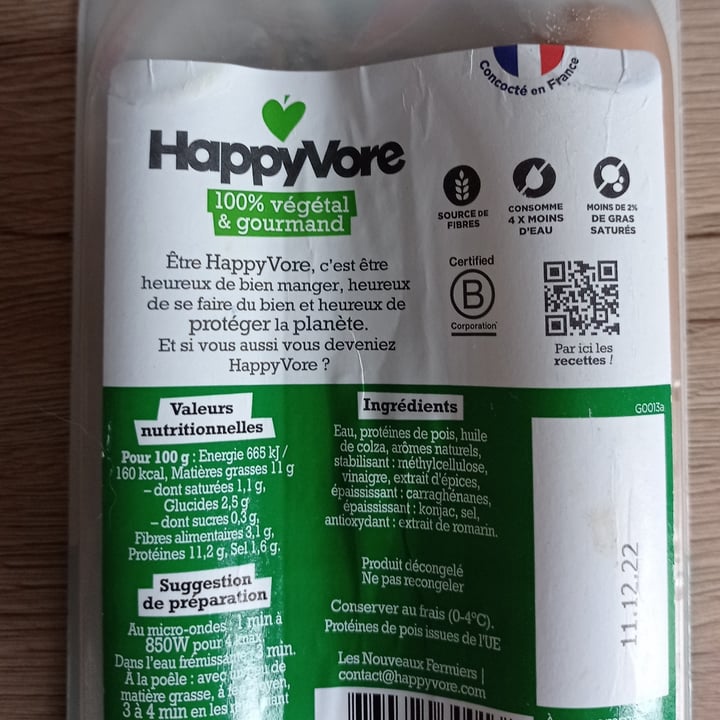 Concocté en France
HappyVore
100% végétal
& gourmand
SOURCE DE
FIBRES
CONSOMME
4 X MOINS
D'EAU
MOINS DE 2%
DE GRAS
SATURÉS
Être HappyVore, c'est être
heureux de bien manger, heureux
de se faire du bien et heureux de
protéger la planète.
Et si vous aussi vous deveniez
HappyVore ?
Certified
B
Corporation
Par ici les
recettes !
Valeurs
nutritionnelles
Pour 100 g : Energie 665 kJ /
160 kcal, Matières grasses 11 g
– dont saturées 1,1 g,
Glucides 2,5 g
– dont sucres 0,3 g,
Fibres alimentaires 3,1 g,
Protéines 11,2 g, Sel 1,6 g.
Suggestion
de préparation
Au micro-ondes : 1 min à
850W pour 4
Dans l'eau min.
À la poêle : avec de
matière grasse, à
3 à 4 min en les
Ingrédients
Eau, protéines de pois, huile
de colza, arômes naturels,
stabilisant : méthylcellulose,
vinaigre, extrait d'épices,
épaississant : carraghénanes,
épaississant : konjac, sel,
antioxydant : extrait de romarin.
Produit décongelé
Ne pas recongeler
Conserver au frais (0-4°C).
Protéines de pois issues de l'UE
Les Nouveaux Fermiers |
contact@happyvore.com
G0013a
11.12.22